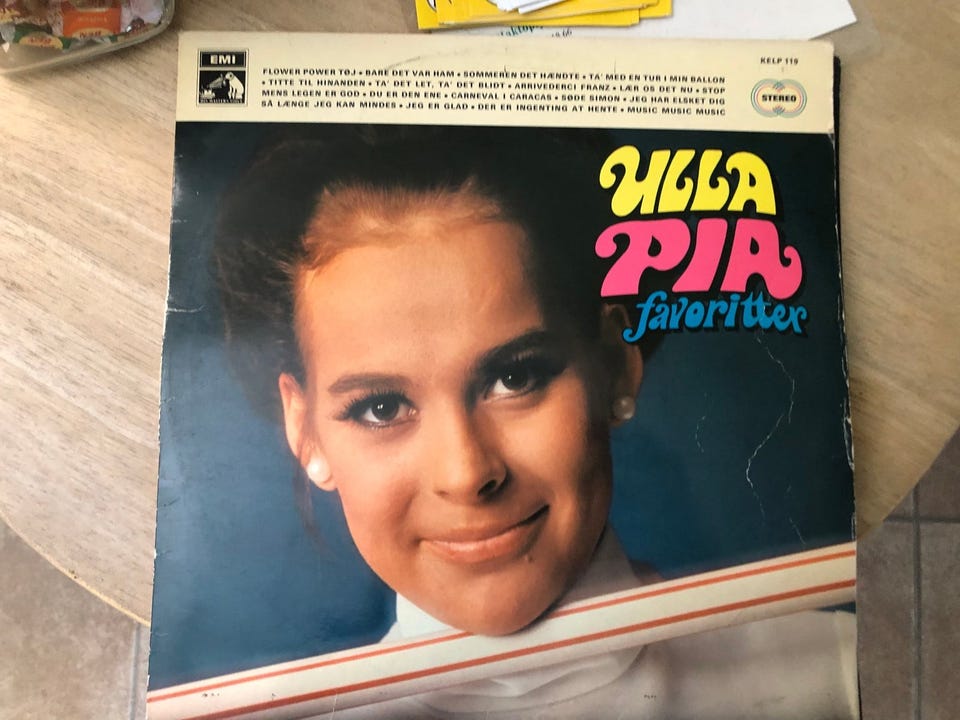 EMI
HIS MASTER'S VOICE
KELP 119
STEREO
FLOWER POWER TØJ • BARE DET VAR HAM • SOMMEREN DET HÆNDTE • TA' MED EN TUR I MIN BALLON
• TITTE TIL HINANDEN • TA' DET LET, TA' DET BLIDT • ARRIVEDERCI FRANZ • LÆR OS DET NU • STOP
MENS LEGEN ER GOD • DU ER DEN ENE • CARNEVAL I CARACAS • SØDE SIMON • JEG HAR ELSKET DIG
SÅ LÆNGE JEG KAN MINDES • JEG ER GLAD • DER ER INGENTING AT HENTE • MUSIC MUSIC MUSIC
ULLA
PIA
favoritter